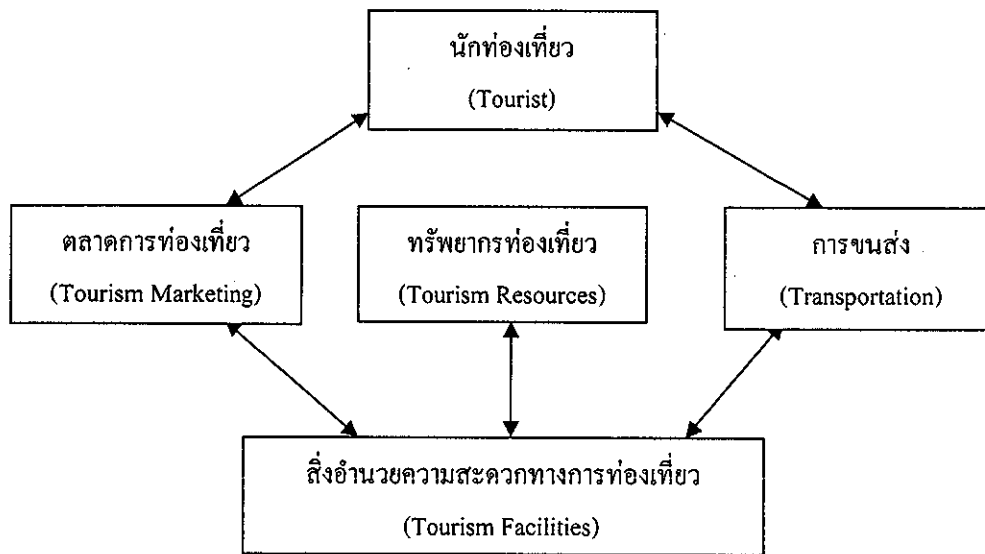 นักท่องเที่ยว
(Tourist)
ตลาดการท่องเที่ยว
(Tourism Marketing)
ทรัพยากรท่องเที่ยว
(Tourism Resources)
การขนส่ง
(Transportation)
สิ่งอำนวยความสะดวกทางการท่องเที่ยว
(Tourism Facilities)